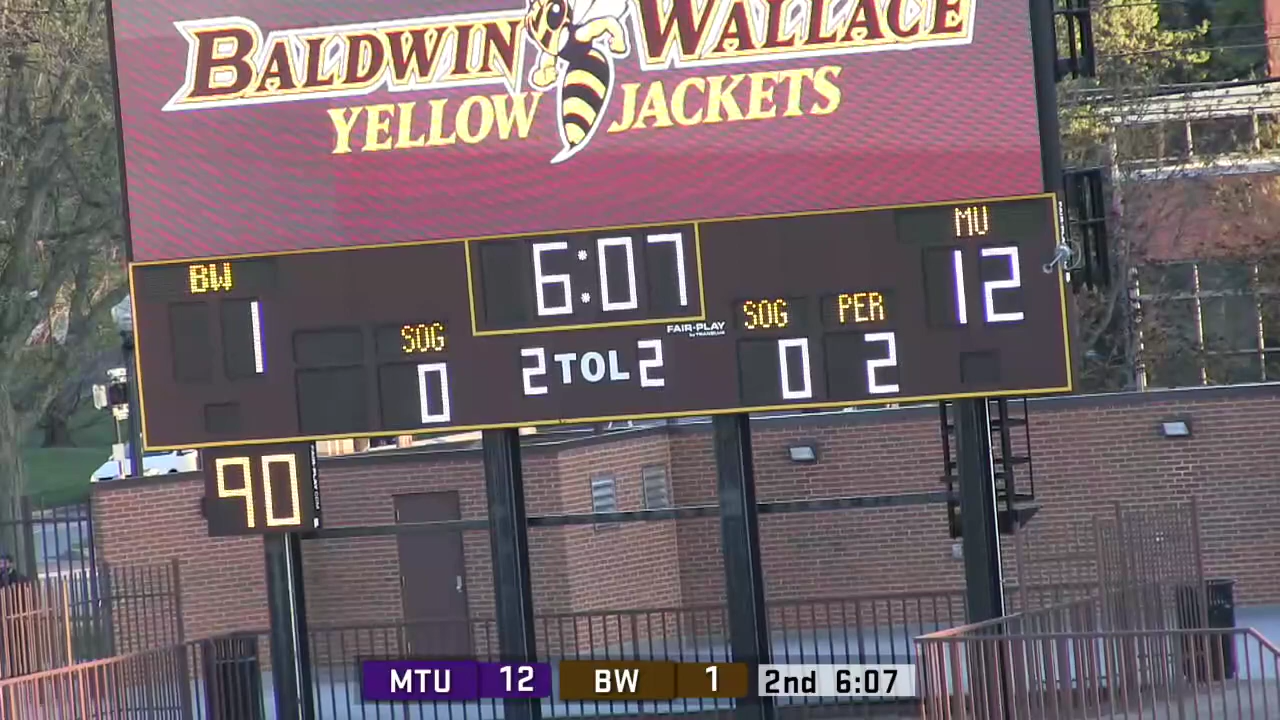 BALDWIN WALLACE
YELLOW JACKETS
BW 6:07 MU
1 12
SOG SOG PER
FAIR-PLAY
0 2 TOL 2 0 2
90
MTU 12 BW 1 2nd 6:07